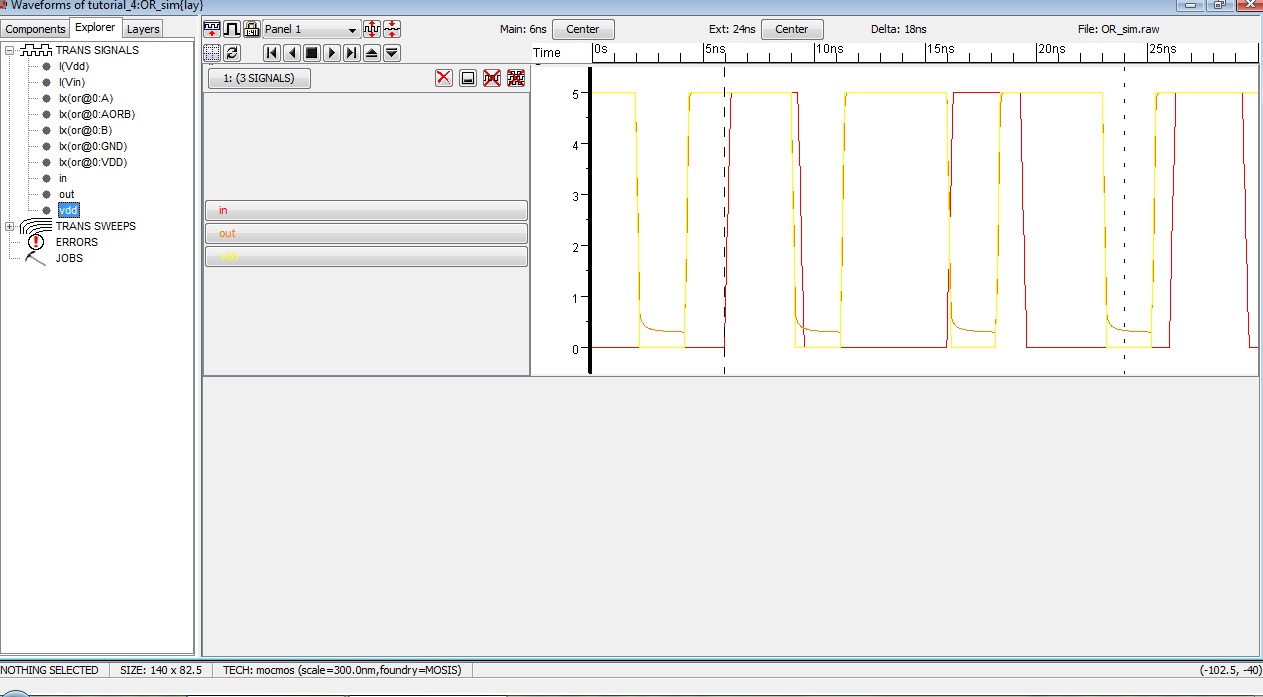 Waveforms of tutorial_4:OR_sim{lay}
Components Explorer Layers
TRANS SIGNALS
I(Vdd)
I(Vin)
Ix(or@0:A)
Ix(or@0:AORB)
Ix(or@0:B)
Ix(or@0:GND)
Ix(or@0:VDD)
in
out
vdd
TRANS SWEEPS
ERRORS
JOBS
Panel 1 Main: 6ns Center Ext: 24ns Center Delta: 18ns File: OR_sim.raw
Time 0s 5ns 10ns 15ns 20ns 25ns
1: (3 SIGNALS)
in
out
vdd
5
4
3
2
1
0
NOTHING SELECTED SIZE: 140 x 82.5 TECH: mocmos (scale=300.0nm,foundry=MOSIS) (-102.5, -40)